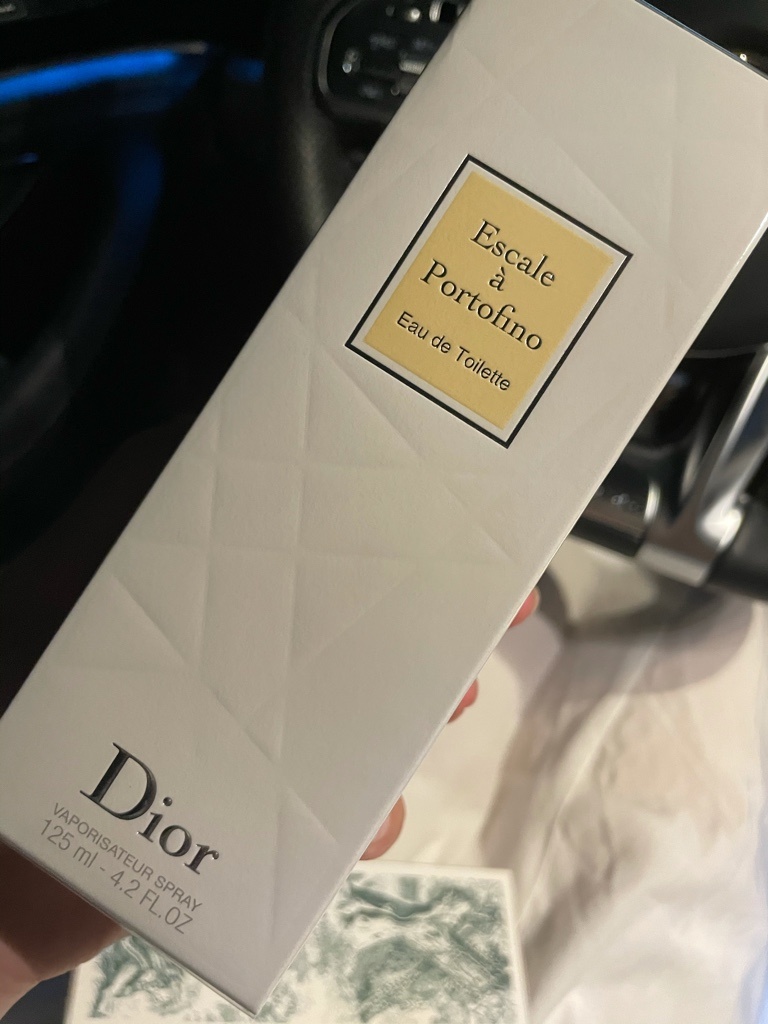 Escale
à
Portofino
Eau de Toilette
Dior
VAPORISATEUR SPRAY
125 ml - 4.2 FL.OZ